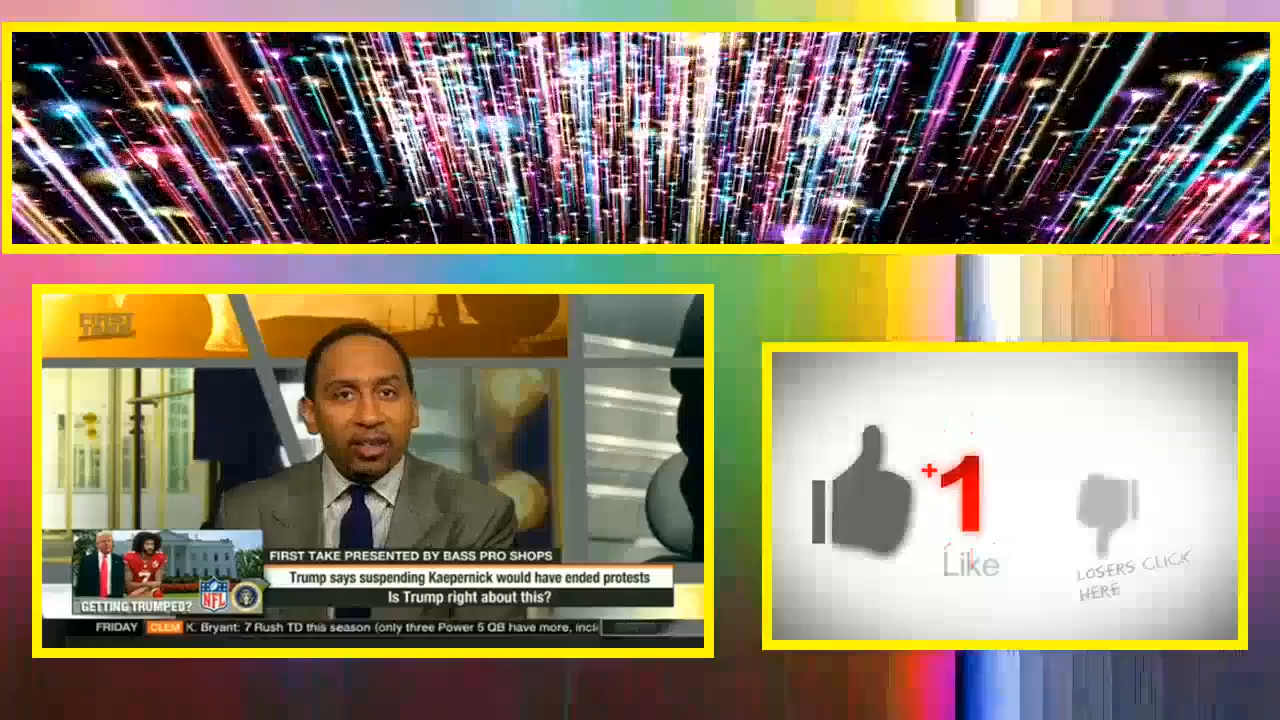 FIRST TAKE
FIRST TAKE PRESENTED BY BASS PRO SHOPS
Trump says suspending Kaepernick would have ended protests
Is Trump right about this?
7
GETTING TRUMPED?
NFL
FRIDAY CLEM K. Bryant: 7 Rush TD this season (only three Power 5 QB have more, incl
+1
Like
LOSERS CLICK
HERE